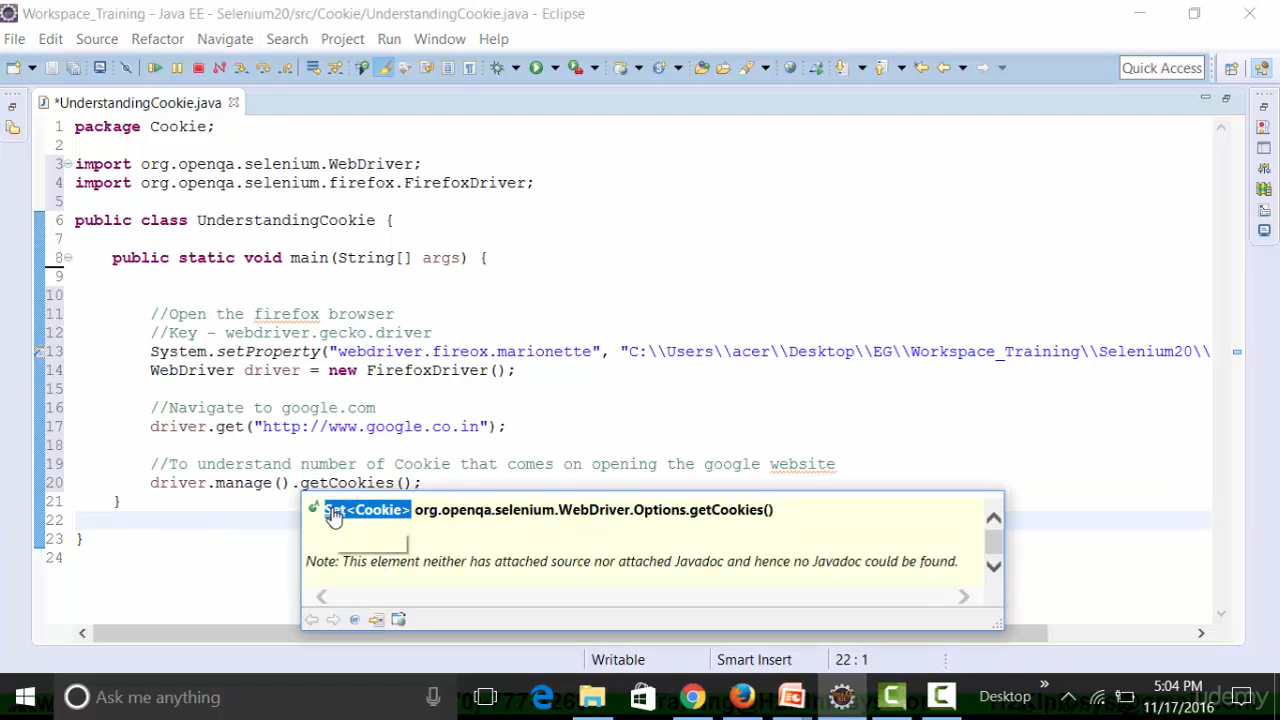 Workspace_Training - Java EE - Selenium20/src/Cookie/UnderstandingCookie.java - Eclipse
File Edit Source Refactor Navigate Search Project Run Window Help
Quick Access
*UnderstandingCookie.java
1 package Cookie;
2
3 import org.openqa.selenium.WebDriver;
4 import org.openqa.selenium.firefox.FirefoxDriver;
5
6 public class UnderstandingCookie {
7
8 public static void main(String[] args) {
9
10
11 //Open the firefox browser
12 //Key - webdriver.gecko.driver
13 System.setProperty("webdriver.fireox.marionette", "C:\\Users\\acer\\Desktop\\EG\\Workspace_Training\\Selenium20\\
14 WebDriver driver = new FirefoxDriver();
15
16 //Navigate to google.com
17 driver.get("http://www.google.co.in");
18
19 //To understand number of Cookie that comes on opening the google website
20 driver.manage().getCookies();
21 }
22
23 }
24
Set<Cookie> org.openqa.selenium.WebDriver.Options.getCookies()
Note: This element neither has attached source nor attached Javadoc and hence no Javadoc could be found.
Writable Smart Insert 22 : 1
Ask me anything
Desktop
5:04 PM
11/17/2016
udemy